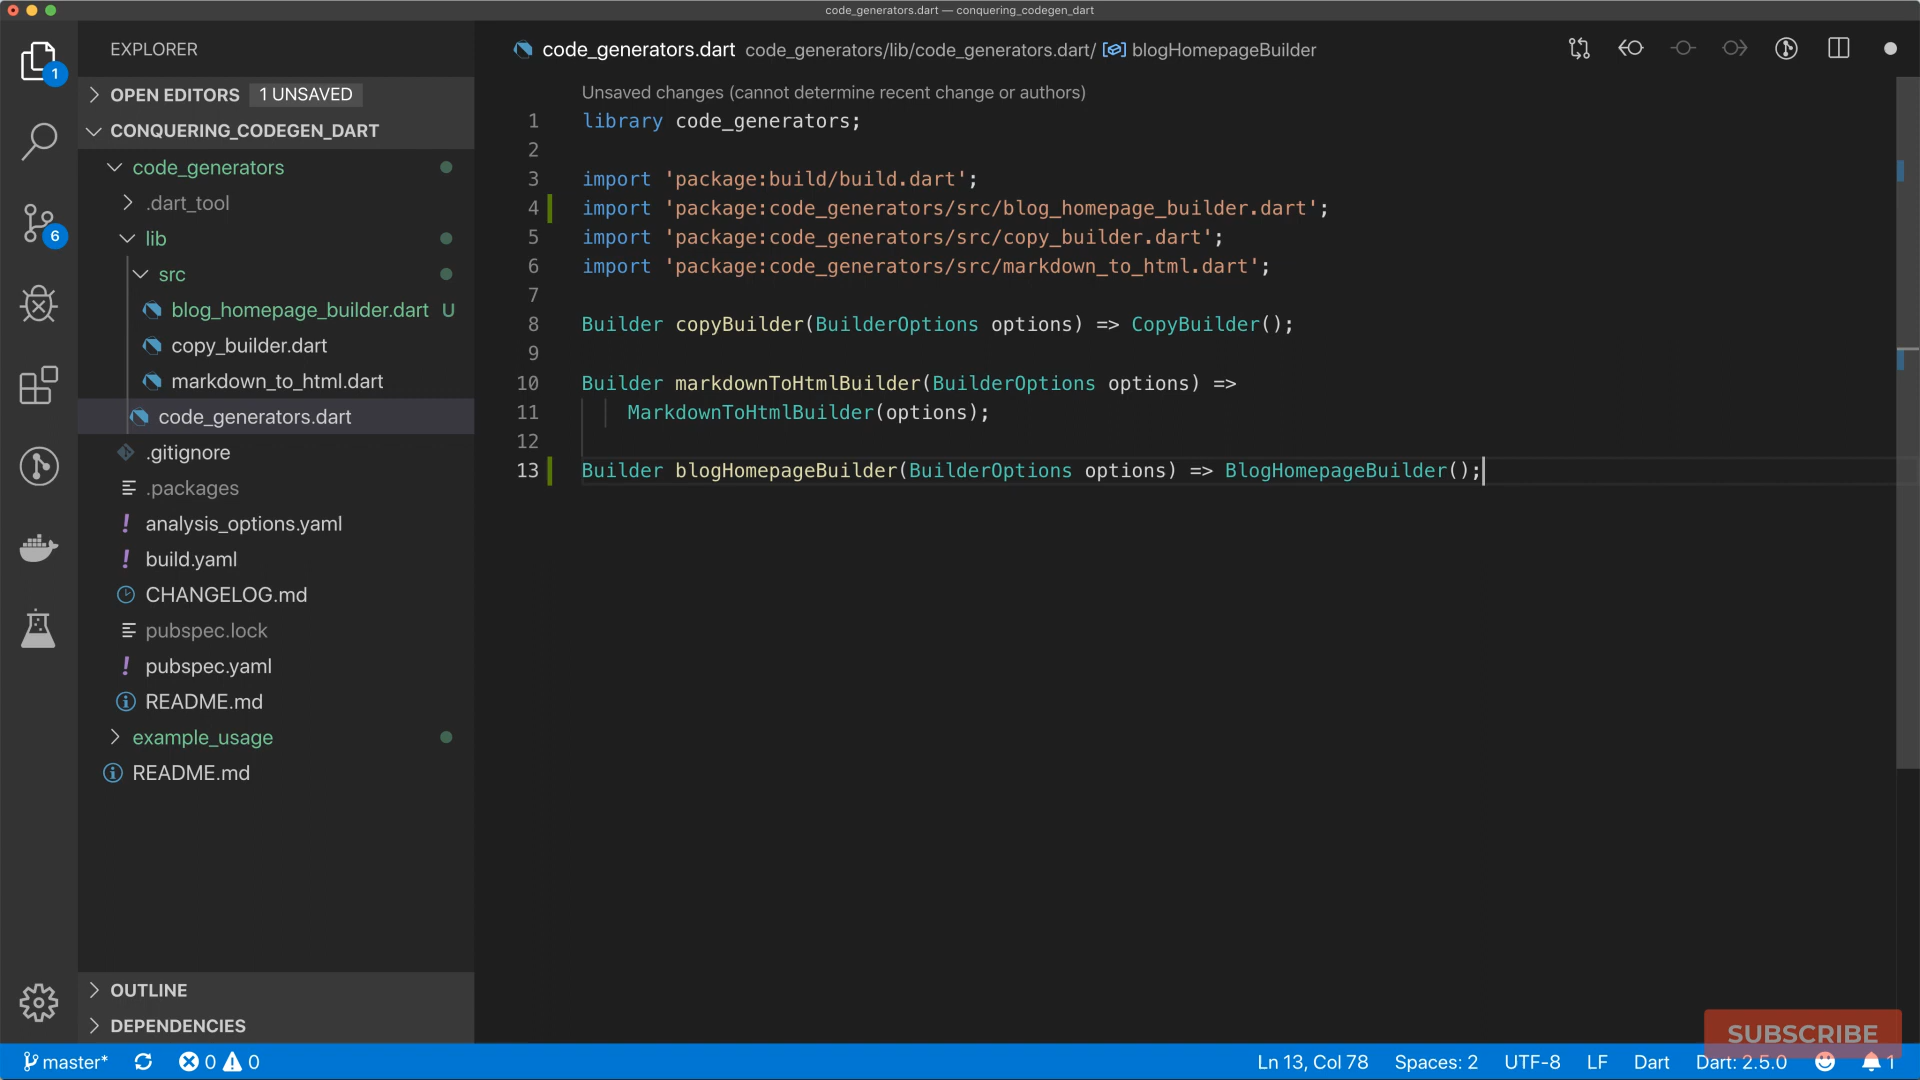 code_generators.dart — conquering_codegen_dart
EXPLORER
OPEN EDITORS 1 UNSAVED
CONQUERING_CODEGEN_DART
code_generators
.dart_tool
lib
src
blog_homepage_builder.dart U
copy_builder.dart
markdown_to_html.dart
code_generators.dart
.gitignore
.packages
analysis_options.yaml
build.yaml
CHANGELOG.md
pubspec.lock
pubspec.yaml
README.md
example_usage
README.md
OUTLINE
DEPENDENCIES
1
6
code_generators.dart code_generators/lib/code_generators.dart/ blogHomepageBuilder
Unsaved changes (cannot determine recent change or authors)
1 library code_generators;
2
3 import 'package:build/build.dart';
4 import 'package:code_generators/src/blog_homepage_builder.dart';
5 import 'package:code_generators/src/copy_builder.dart';
6 import 'package:code_generators/src/markdown_to_html.dart';
7
8 Builder copyBuilder(BuilderOptions options) => CopyBuilder();
9
10 Builder markdownToHtmlBuilder(BuilderOptions options) =>
11 MarkdownToHtmlBuilder(options);
12
13 Builder blogHomepageBuilder(BuilderOptions options) => BlogHomepageBuilder();
SUBSCRIBE
master* 0 0 Ln 13, Col 78 Spaces: 2 UTF-8 LF Dart Dart: 2.5.0 1